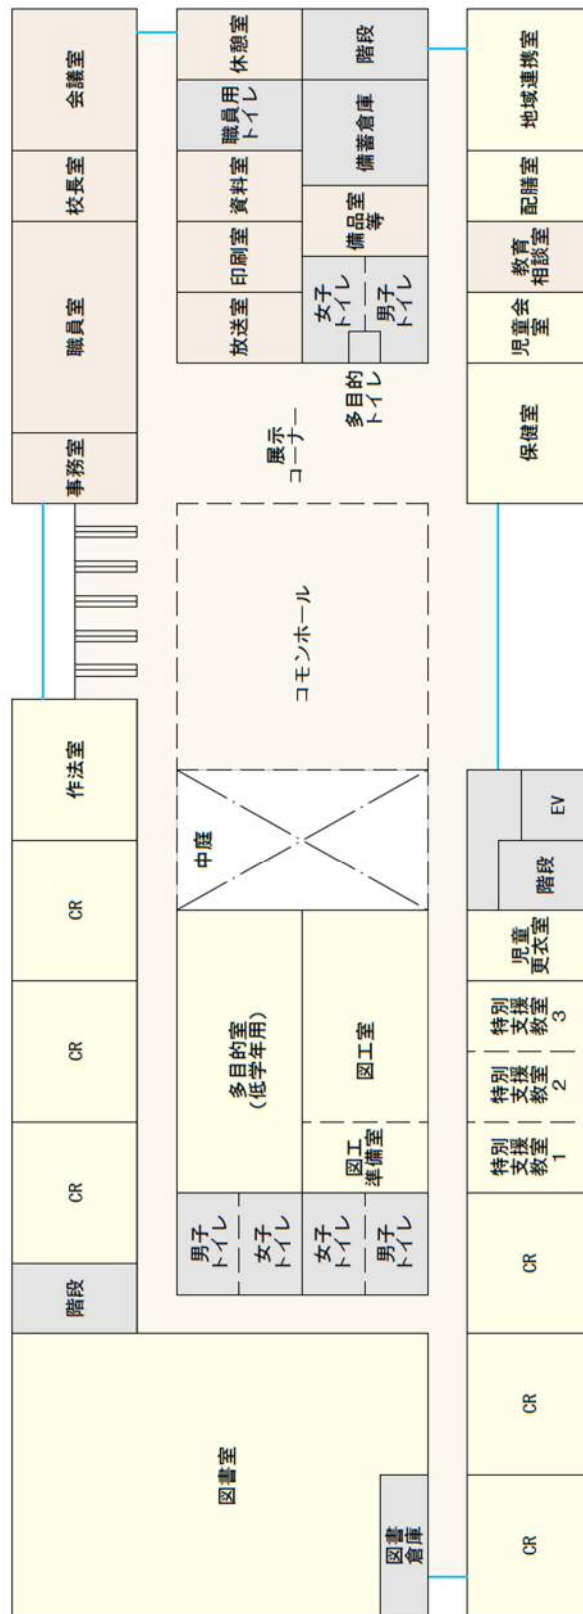 階段
CR
CR
CR
作法室
事務室
職員室
校長室
会議室
図書室
男子
トイレ
女子
トイレ
多目的室
(低学年用)
中庭
コモンホール
展示
コーナー
放送室
印刷室
資料室
職員用
トイレ
休憩室
図書
倉庫
女子
トイレ
男子
トイレ
図工
準備室
図工室
多目的
トイレ
女子
トイレ
男子
トイレ
備品室
等
備蓄倉庫
階段
CR
CR
CR
特別
支援
教室
1
特別
支援
教室
2
特別
支援
教室
3
児童
更衣室
階段
EV
保健室
児童会
室
教育
相談室
配膳室
地域連携室